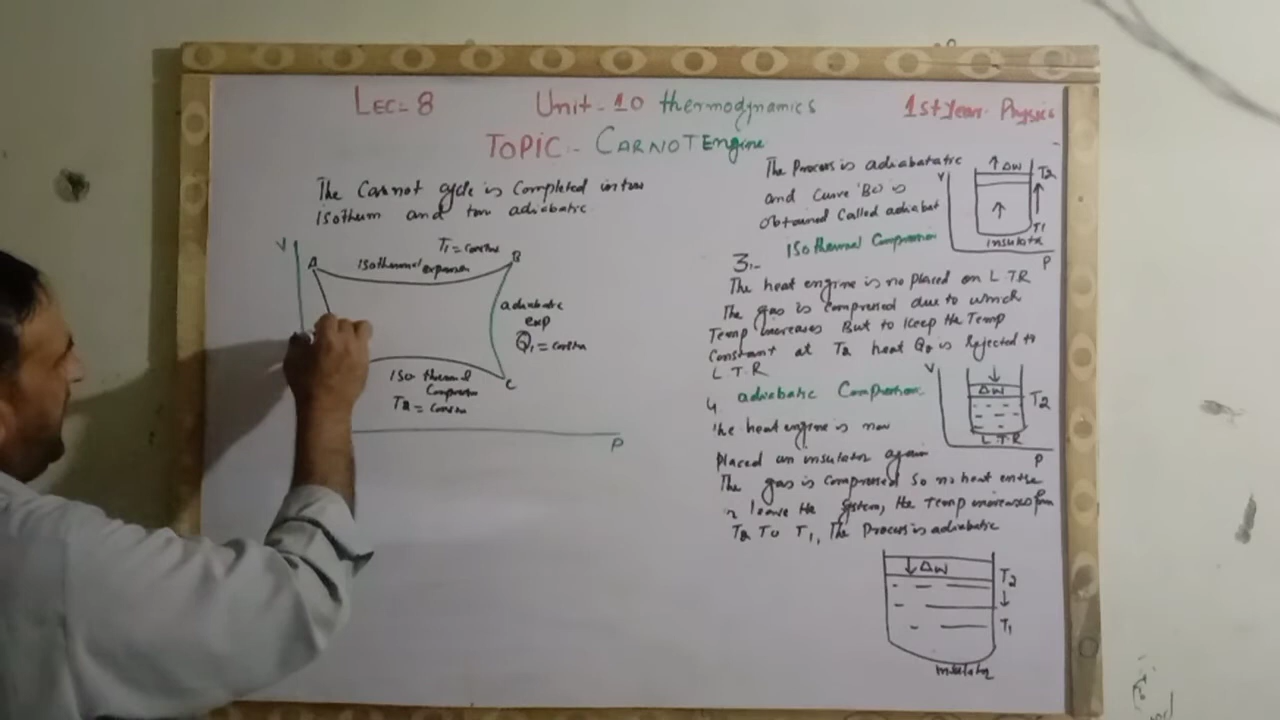 LEC-8 Unit-10 thermodynamics 1st year- Physics
TOPIC- CARNOT Engine
The Carnot cycle is completed in two
isotherm and two adiabatic
V
A
Isothermal expansion
T1 = constan
B
adiabatic
exp
Q1 = constan
C
Iso thermal
Compression
T2 = constan
P
The Process is adiabatatic
and Curve 'BC' is
obtained called adiabat
V
↑ ΔW
T2
T1
insulator
P
Isothermal Compression
3.-
The heat engine is no placed on L T R
The gas is compressed due to which
Temp increases But to keep the Temp
Constant at T2 heat Q2 is Rejected to
L T R
V
ΔW
T2
L T R
P
4 adiabatic Compression
The heat engine is now
placed on insulator again
The gas is compressed so no heat enter
or leave the system, the Temp increases from
T2 To T1, The Process is adiabatic
↓ ΔW
T2
↓
T1
insulator